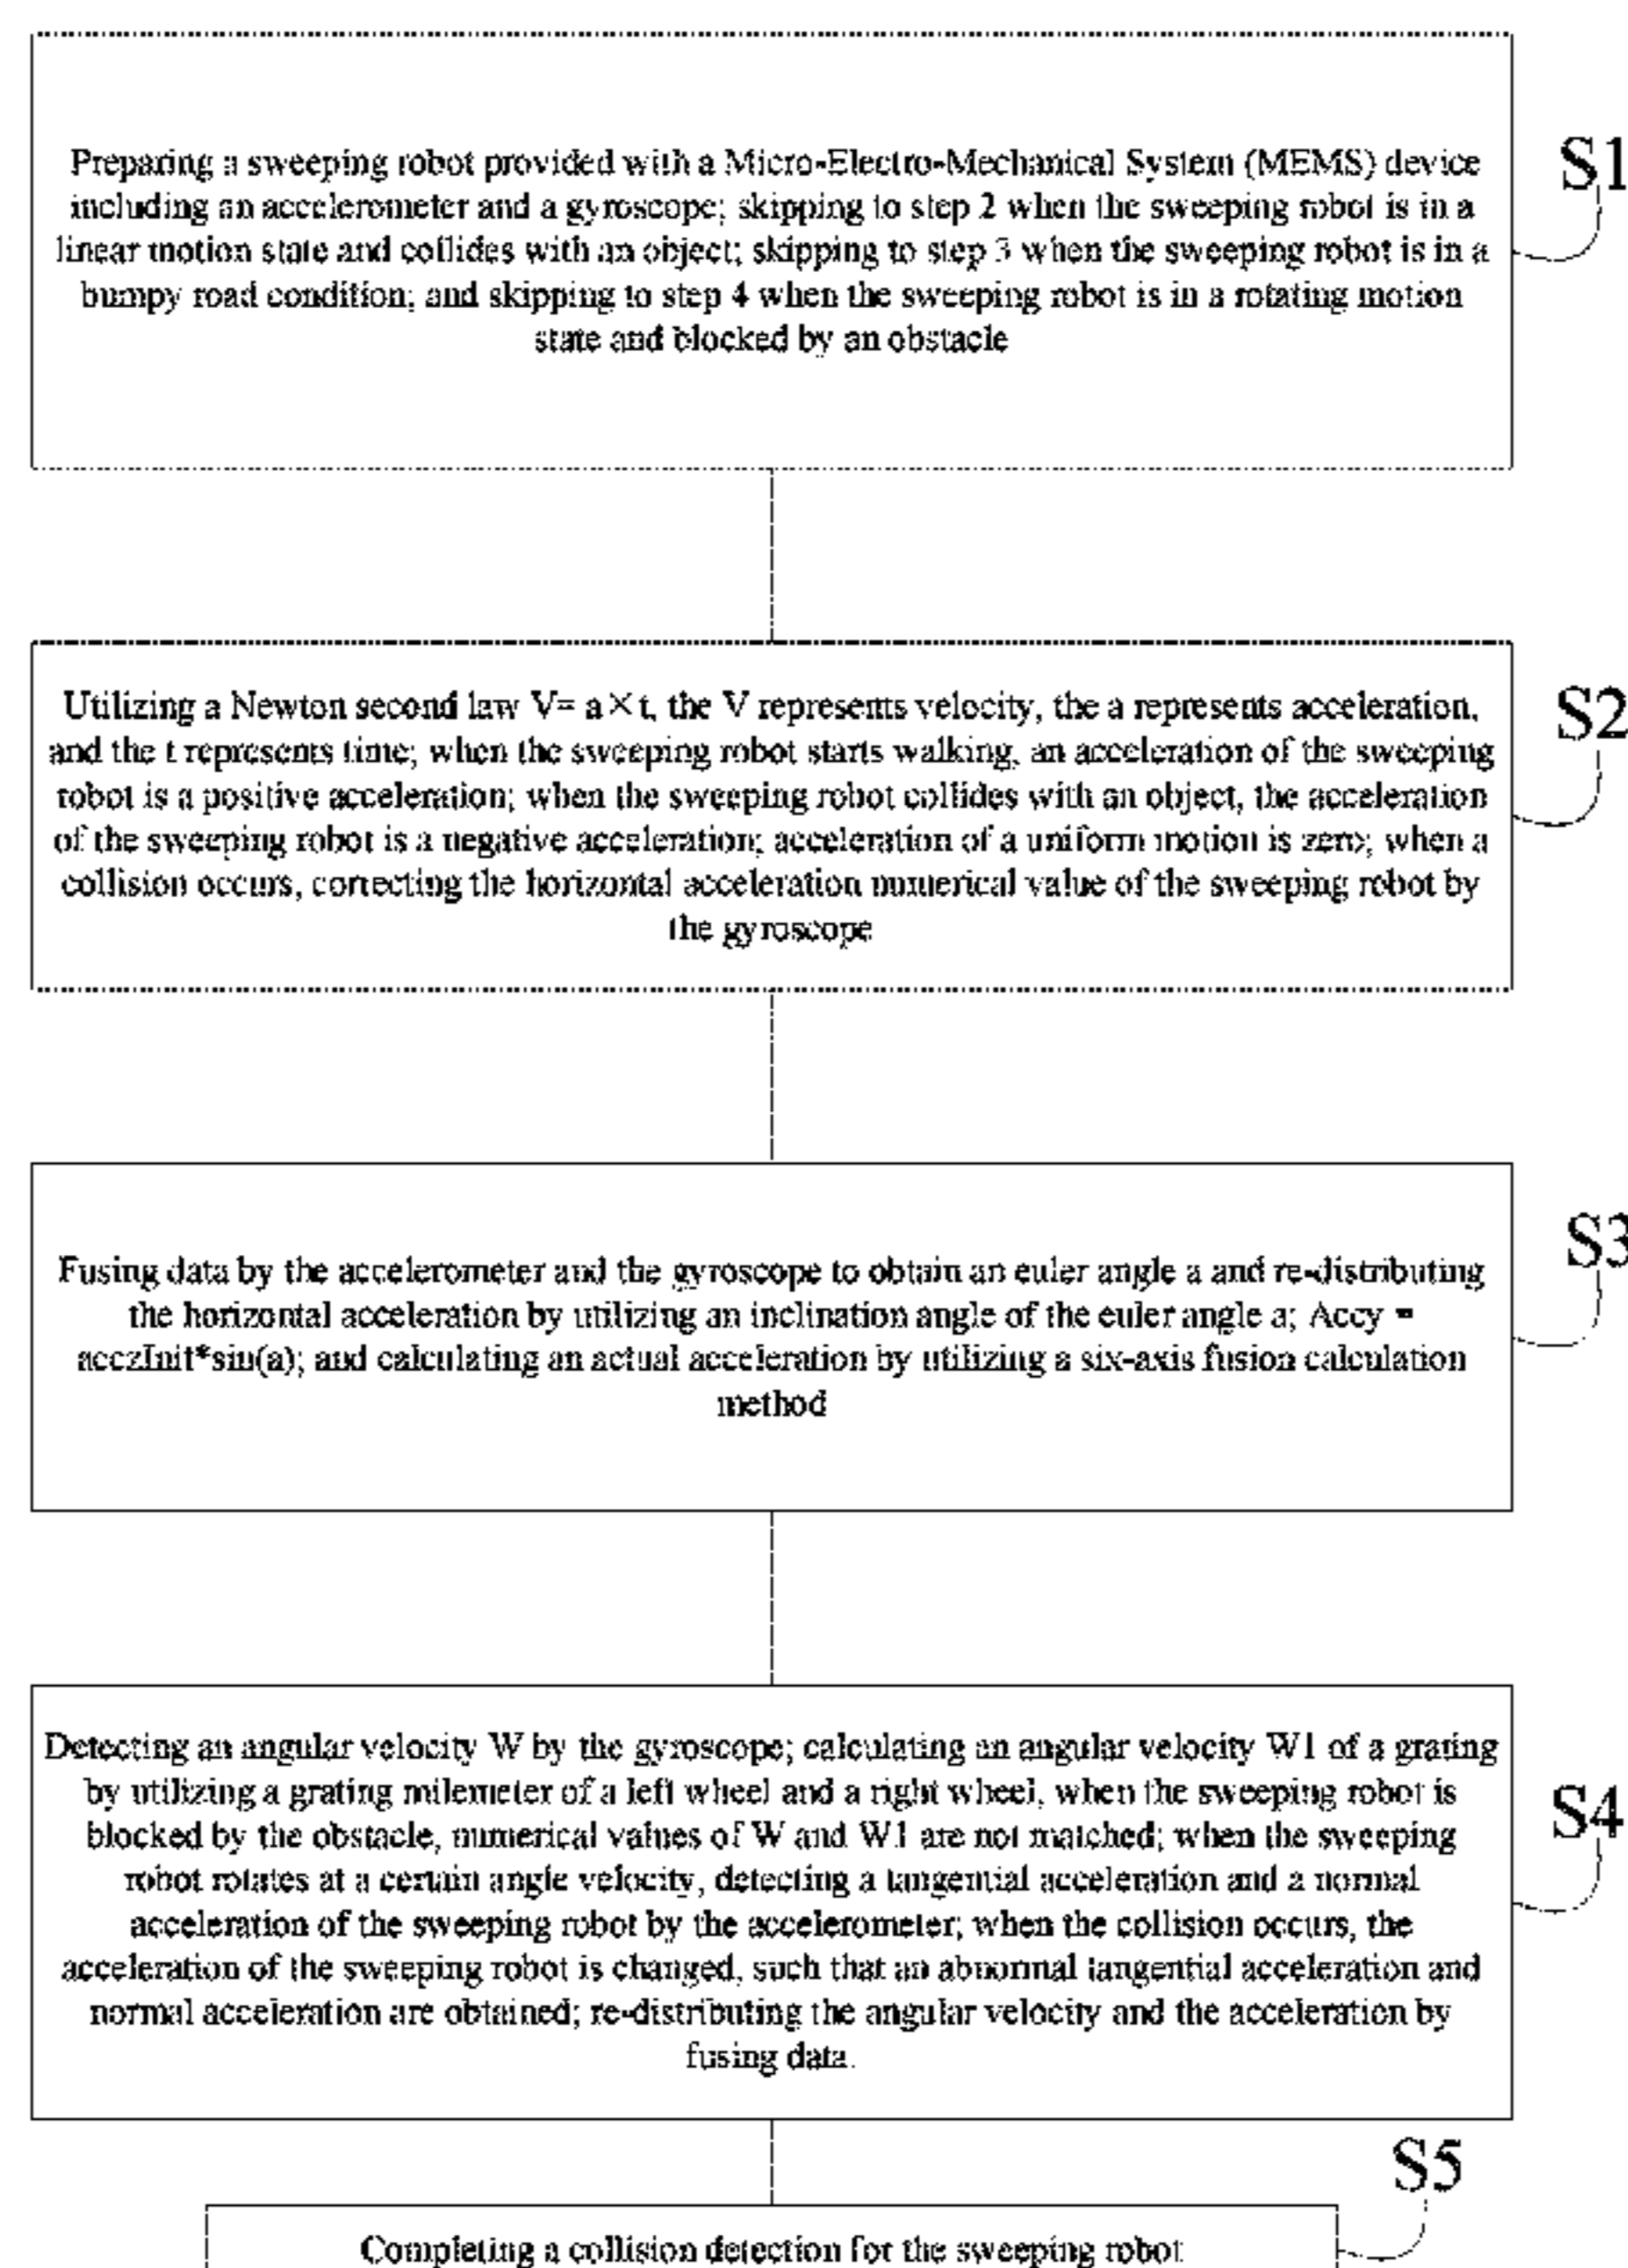 Preparing a sweeping robot provided with a Micro-Electro-Mechanical System (MEMS) device
including an accelerometer and a gyroscope; skipping to step 2 when the sweeping robot is in a
linear motion state and collides with an object; skipping to step 3 when the sweeping robot is in a
bumpy road condition; and skipping to step 4 when the sweeping robot is in a rotating motion
state and blocked by an obstacle
S1
Utilizing a Newton second law V= a×t, the V represents velocity, the a represents acceleration,
and the t represents time; when the sweeping robot starts walking, an acceleration of the sweeping
robot is a positive acceleration; when the sweeping robot collides with an object, the acceleration
of the sweeping robot is a negative acceleration; acceleration of a uniform motion is zero; when a
collision occurs, correcting the horizontal acceleration numerical value of the sweeping robot by
the gyroscope
S2
Fusing data by the accelerometer and the gyroscope to obtain an euler angle a and re-distributing
the horizontal acceleration by utilizing an inclination angle of the euler angle a; Accy =
acczInit*sin(a); and calculating an actual acceleration by utilizing a six-axis fusion calculation
method
S3
Detecting an angular velocity W by the gyroscope; calculating an angular velocity W1 of a grating
by utilizing a grating milemeter of a left wheel and a right wheel, when the sweeping robot is
blocked by the obstacle, numerical values of W and W1 are not matched; when the sweeping
robot rotates at a certain angle velocity, detecting a tangential acceleration and a normal
acceleration of the sweeping robot by the accelerometer; when the collision occurs, the
acceleration of the sweeping robot is changed, such that an abnormal tangential acceleration and
normal acceleration are obtained; re-distributing the angular velocity and the acceleration by
fusing data.
S4
S5
Completing a collision detection for the sweeping robot